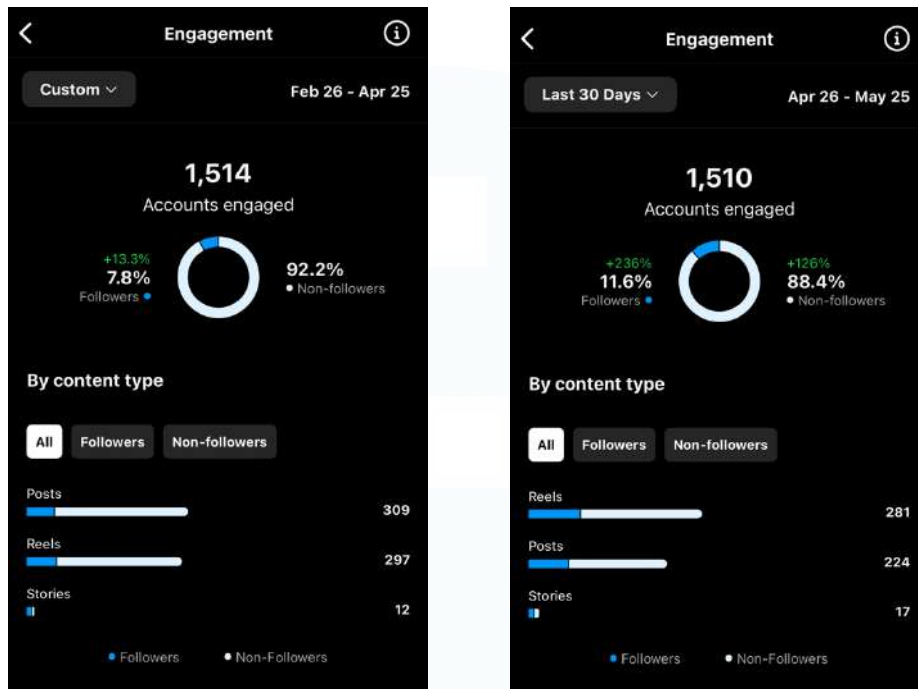 Engagement
Custom
Feb 26 - Apr 25
1,514
Accounts engaged
+13.3%
7.8%
Followers
92.2%
Non-followers
By content type
All Followers Non-followers
Posts
309
Reels
297
Stories
12
Followers Non-Followers
Engagement
Last 30 Days
Apr 26 - May 25
1,510
Accounts engaged
+236%
11.6%
Followers
+126%
88.4%
Non-followers
By content type
All Followers Non-followers
Reels
281
Posts
224
Stories
17
Followers Non-Followers